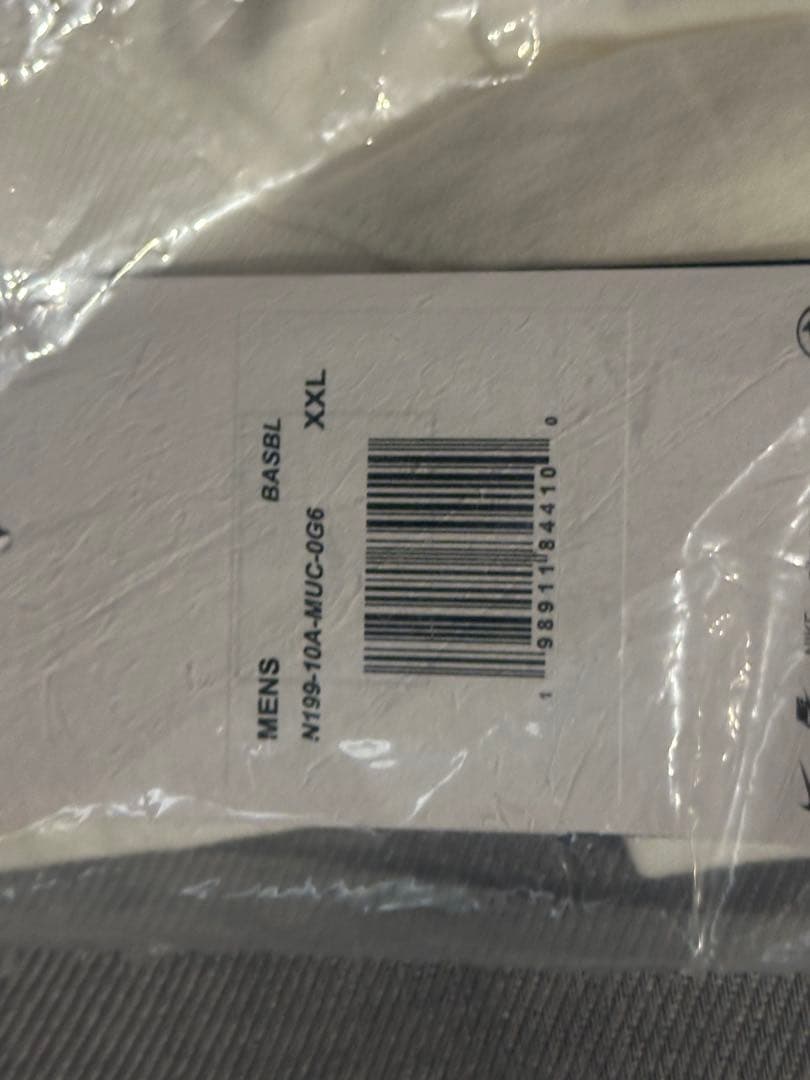 MENS BASBL
N199-10A-MUC-0G6 XXL
1 98911 84410 0